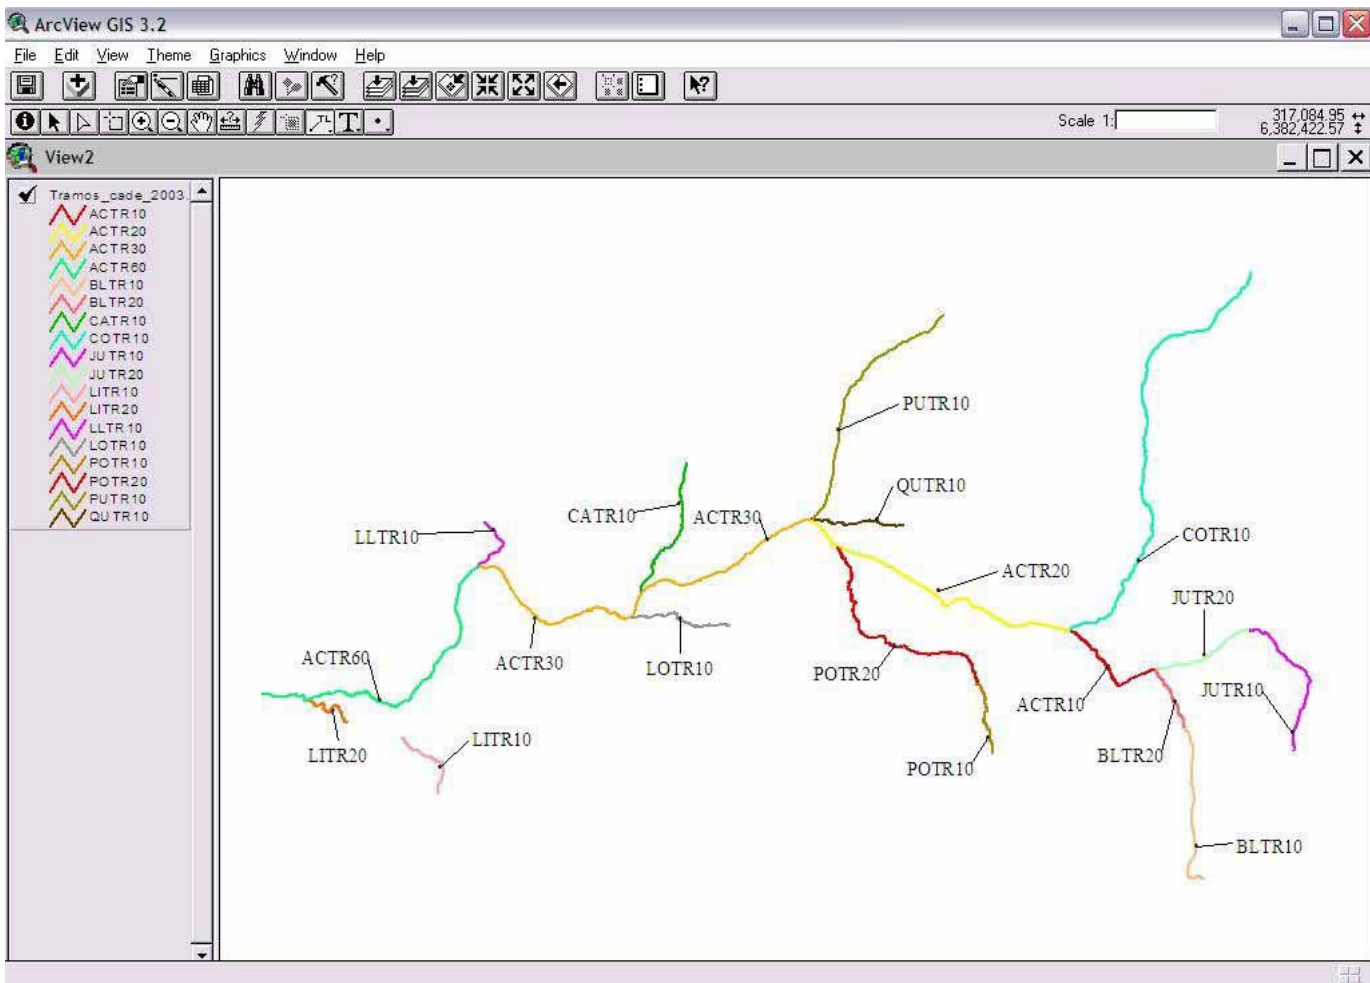 ArcView GIS 3.2
File Edit View Theme Graphics Window Help
Scale 1:
317,084.95
6,382,422.57
View2
Tramos_cade_2003.
ACTR10
ACTR20
ACTR30
ACTR60
BLTR10
BLTR20
CATR10
COTR10
JUTR10
JUTR20
LITR10
LITR20
LLTR10
LOTR10
POTR10
POTR20
PUTR10
QUTR10
PUTR10
QUTR10
CATR10
ACTR30
LLTR10
COTR10
ACTR20
JUTR20
ACTR60
ACTR30
LOTR10
POTR20
ACTR10
JUTR10
LITR20
LITR10
POTR10
BLTR20
BLTR10